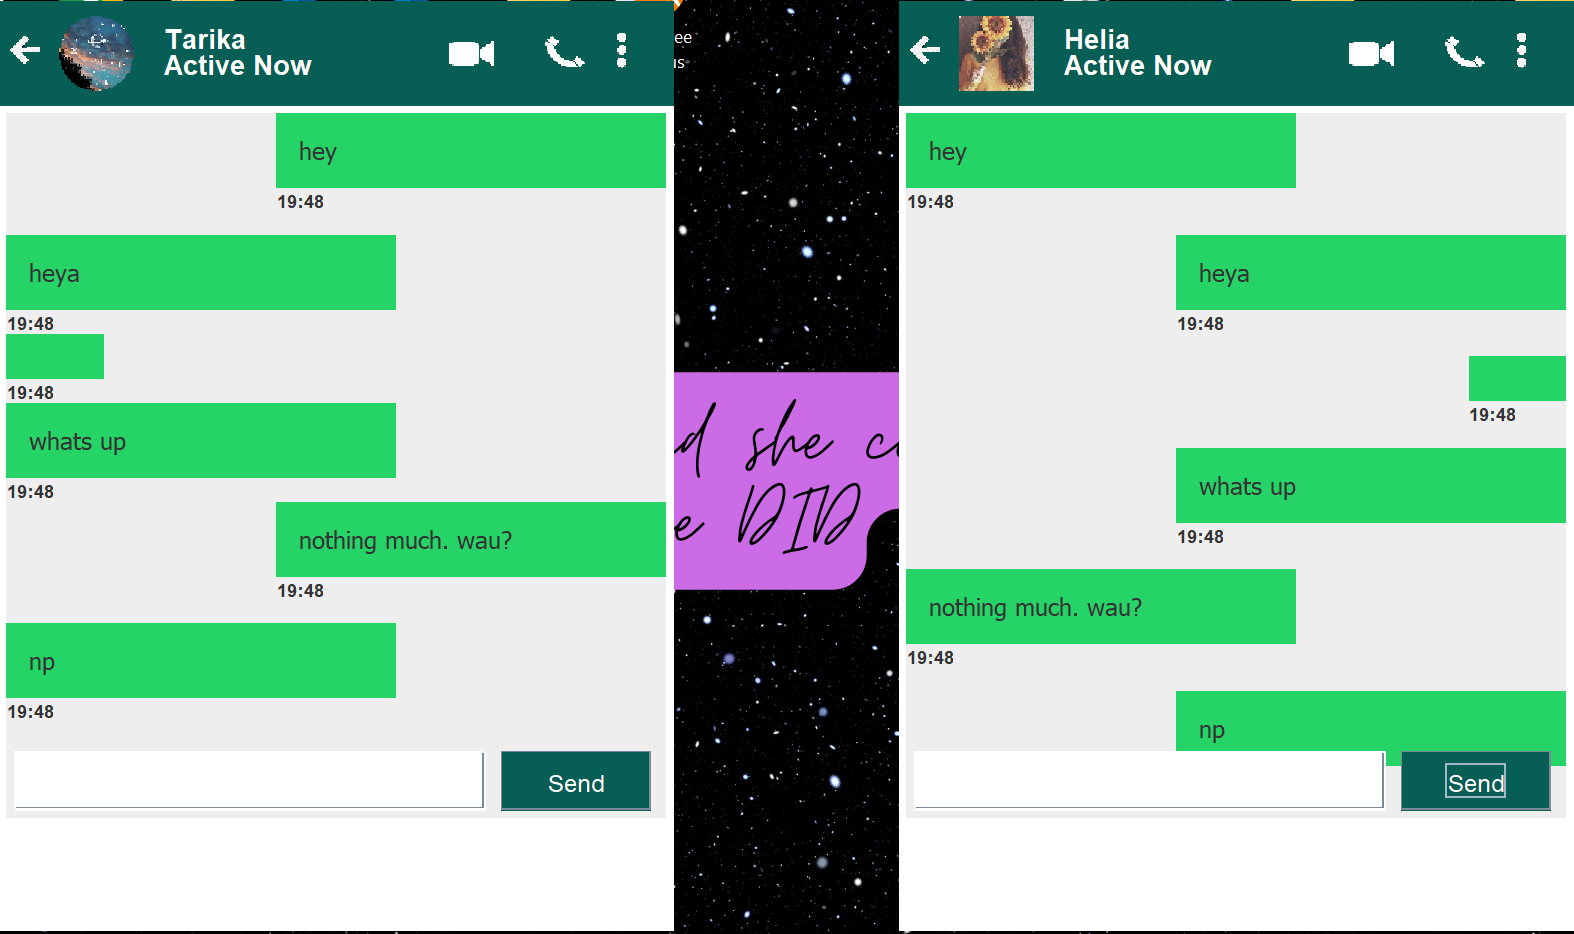 Tarika
Active Now
hey
19:48
heya
19:48
19:48
whats up
19:48
nothing much. wau?
19:48
np
19:48
Send
ee
us
she
DID
Helia
Active Now
hey
19:48
heya
19:48
19:48
whats up
19:48
nothing much. wau?
19:48
np
Send